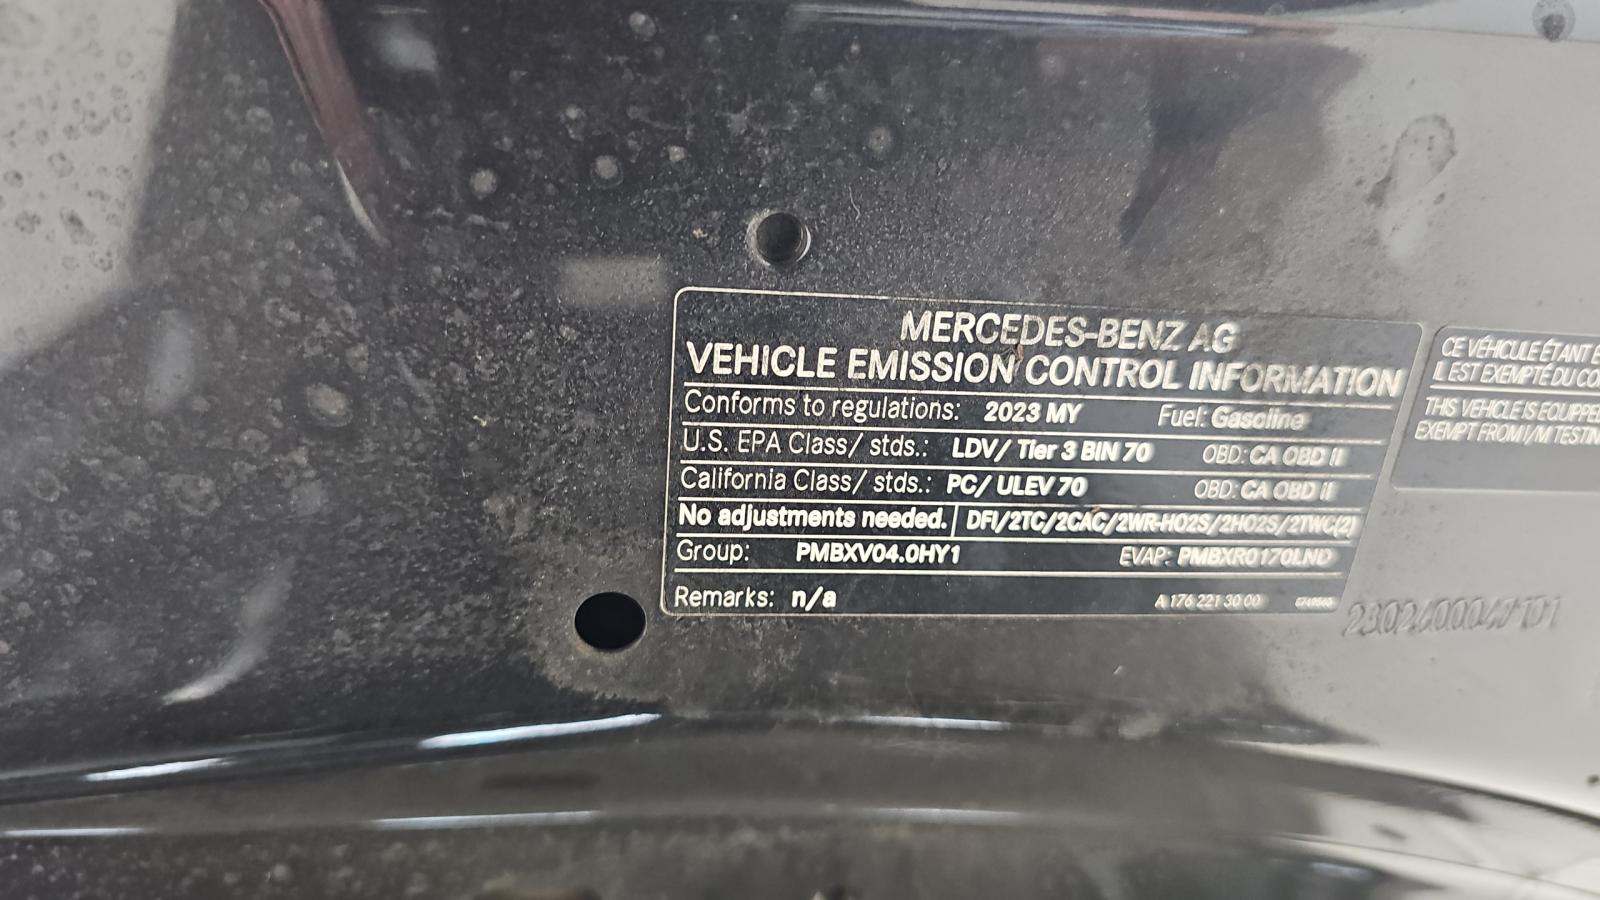 MERCEDES-BENZ AG
VEHICLE EMISSION CONTROL INFORMATION
Conforms to regulations: 2023 MY Fuel: Gasoline
U.S. EPA Class/ stds.: LDV/ Tier 3 BIN 70 OBD: CA OBD II
California Class/ stds.: PC/ ULEV 70 OBD: CA OBD II
No adjustments needed. DFI/2TC/2CAC/2WR-HO2S/2HO2S/2TWC(2)
Group: PMBXV04.0HY1 EVAP: PMBXR0170LND
Remarks: n/a A 176 221 30 00
CE VÉHICULE ÉTANT
IL EST EXEMPTÉ DU
THIS VEHICLE IS EQUIPPED
EXEMPT FROM I/M